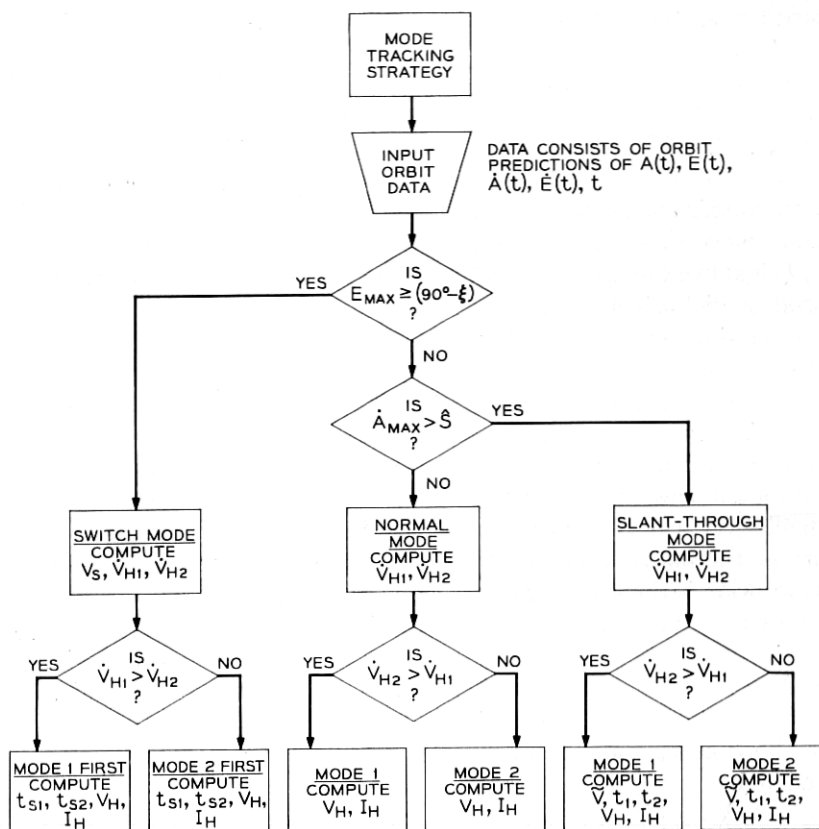 MODE
TRACKING
STRATEGY
INPUT
ORBIT
DATA
DATA CONSISTS OF ORBIT
PREDICTIONS OF A(t), E(t),
Ȧ(t), Ė(t), t
IS
E_MAX ≥ (90°-ξ)
?
YES
NO
IS
Ȧ_MAX > Ŝ
?
YES
NO
SWITCH MODE
COMPUTE
V_S, V̇_H1, V̇_H2
NORMAL
MODE
COMPUTE
V̇_H1, V̇_H2
SLANT-THROUGH
MODE
COMPUTE
V̇_H1, V̇_H2
YES
IS
V̇_H1 > V̇_H2
?
NO
YES
IS
V̇_H2 > V̇_H1
?
NO
YES
IS
V̇_H2 > V̇_H1
?
NO
MODE 1 FIRST
COMPUTE
t_S1, t_S2, V_H,
I_H
MODE 2 FIRST
COMPUTE
t_S1, t_S2, V_H,
I_H
MODE 1
COMPUTE
V_H, I_H
MODE 2
COMPUTE
V_H, I_H
MODE 1
COMPUTE
Ṽ, t_1, t_2,
V_H, I_H
MODE 2
COMPUTE
Ṽ, t_1, t_2,
V_H, I_H